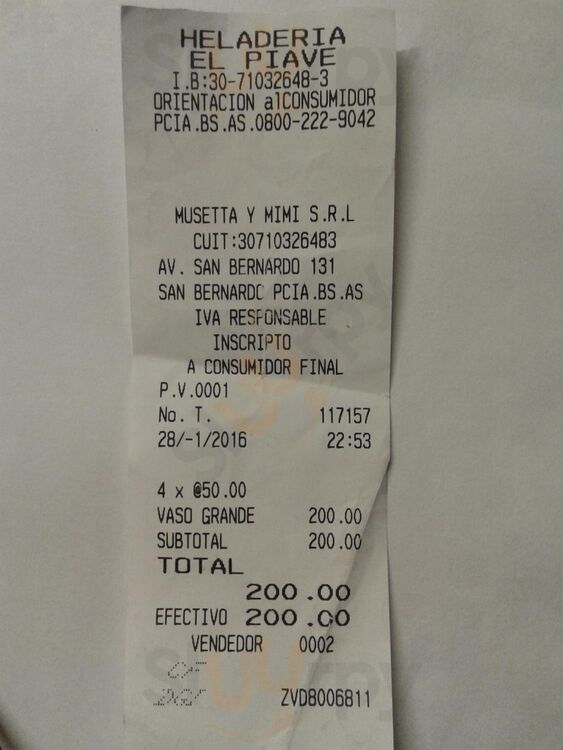 HELADERIA
EL PIAVE
I.B:30-71032648-3
ORIENTACION alCONSUMIDOR
PCIA.BS.AS.0800-222-9042
MUSETTA Y MIMI S.R.L
CUIT:30710326483
AV. SAN BERNARDO 131
SAN BERNARDO PCIA.BS.AS
IVA RESPONSABLE
INSCRIPTO
A CONSUMIDOR FINAL
P.V.0001
No. T. 117157
28/-1/2016 22:53
4 x @50.00
VASO GRANDE 200.00
SUBTOTAL 200.00
TOTAL
200.00
EFECTIVO 200.00
VENDEDOR 0002
ZVD8006811